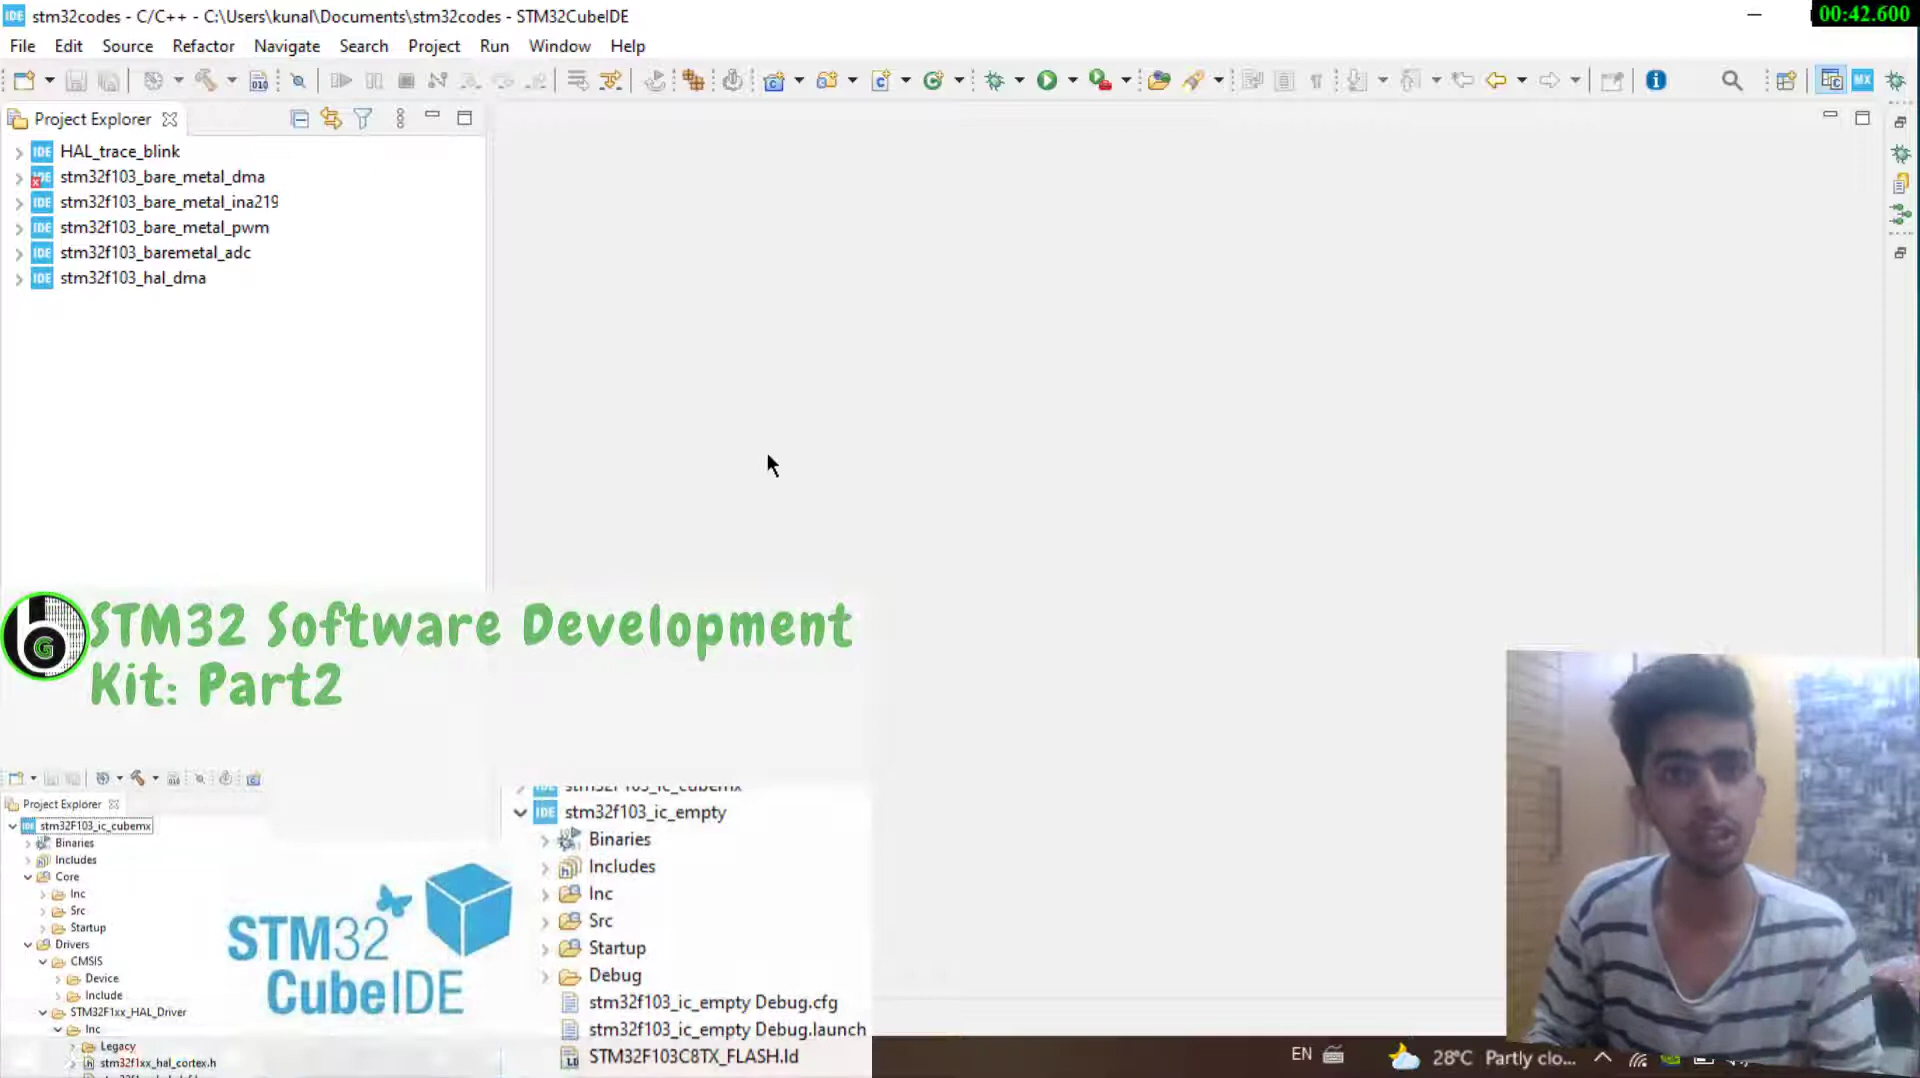 stm32codes - C/C++ - C:\Users\kunal\Documents\stm32codes - STM32CubeIDE
00:42.600
File Edit Source Refactor Navigate Search Project Run Window Help
Project Explorer
HAL_trace_blink
stm32f103_bare_metal_dma
stm32f103_bare_metal_ina219
stm32f103_bare_metal_pwm
stm32f103_baremetal_adc
stm32f103_hal_dma
STM32 Software Development
Kit: Part2
Project Explorer
stm32F103_ic_cubemx
Binaries
Includes
Core
Inc
Src
Startup
Drivers
CMSIS
Device
Include
STM32F1xx_HAL_Driver
Inc
Legacy
stm32f1xx_hal_cortex.h
STM32
CubeIDE
stm32f103_ic_cubemx
stm32f103_ic_empty
Binaries
Includes
Inc
Src
Startup
Debug
stm32f103_ic_empty Debug.cfg
stm32f103_ic_empty Debug.launch
STM32F103C8TX_FLASH.ld
EN
28°C Partly clo...